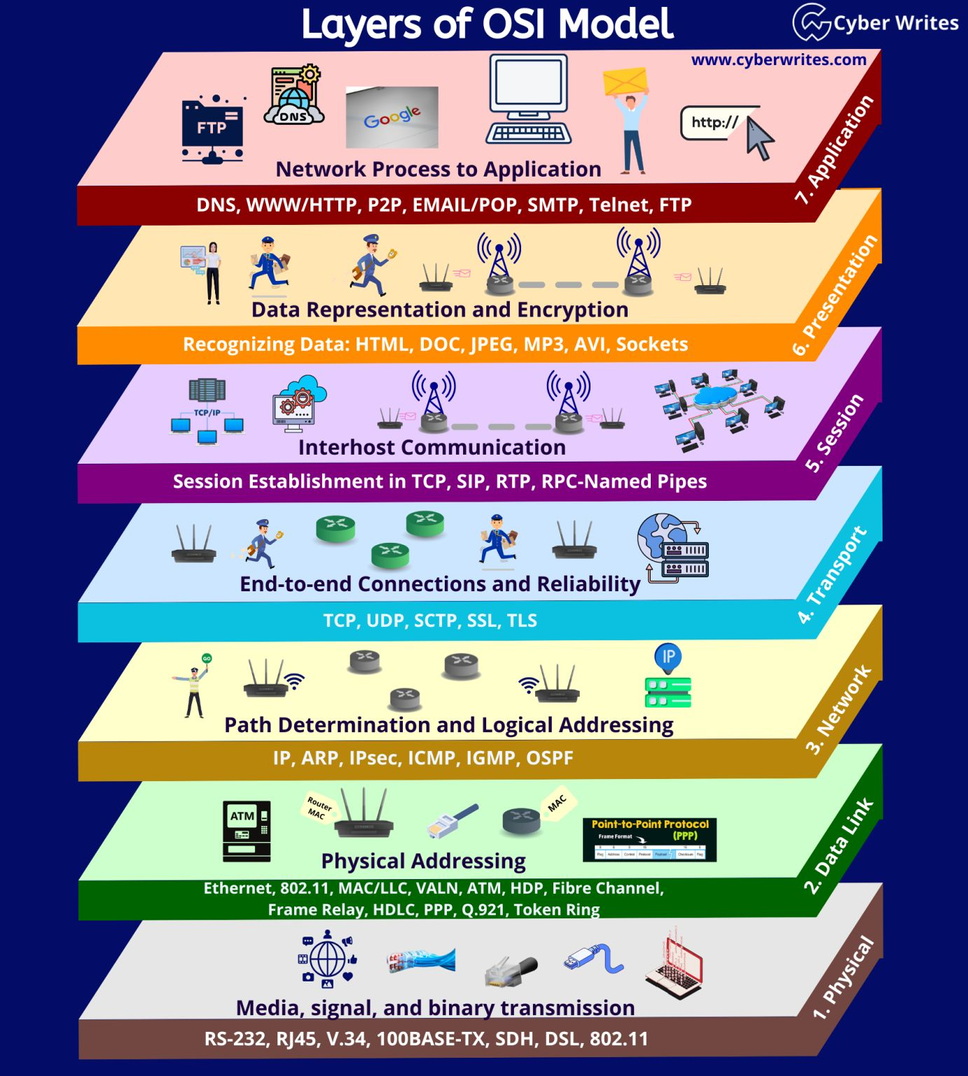 Layers of OSI Model
Cyber Writes
www.cyberwrites.com
FTP
DNS
Google
http://
Network Process to Application
DNS, WWW/HTTP, P2P, EMAIL/POP, SMTP, Telnet, FTP
7. Application
Data Representation and Encryption
Recognizing Data: HTML, DOC, JPEG, MP3, AVI, Sockets
6. Presentation
TCP/IP
Interhost Communication
Session Establishment in TCP, SIP, RTP, RPC-Named Pipes
5. Session
End-to-end Connections and Reliability
TCP, UDP, SCTP, SSL, TLS
4. Transport
GO
IP
Path Determination and Logical Addressing
IP, ARP, IPsec, ICMP, IGMP, OSPF
3. Network
ATM
Router
MAC
MAC
Point-to-Point Protocol
(PPP)
Frame Format
Physical Addressing
Ethernet, 802.11, MAC/LLC, VALN, ATM, HDP, Fibre Channel,
Frame Relay, HDLC, PPP, Q.921, Token Ring
2. Data Link
Media, signal, and binary transmission
RS-232, RJ45, V.34, 100BASE-TX, SDH, DSL, 802.11
1. Physical